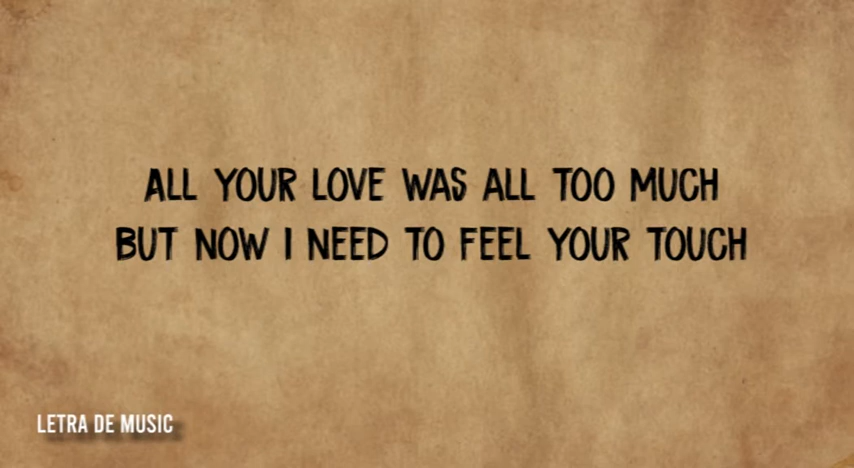 ALL YOUR LOVE WAS ALL TOO MUCH
BUT NOW I NEED TO FEEL YOUR TOUCH
LETRA DE MUSIC